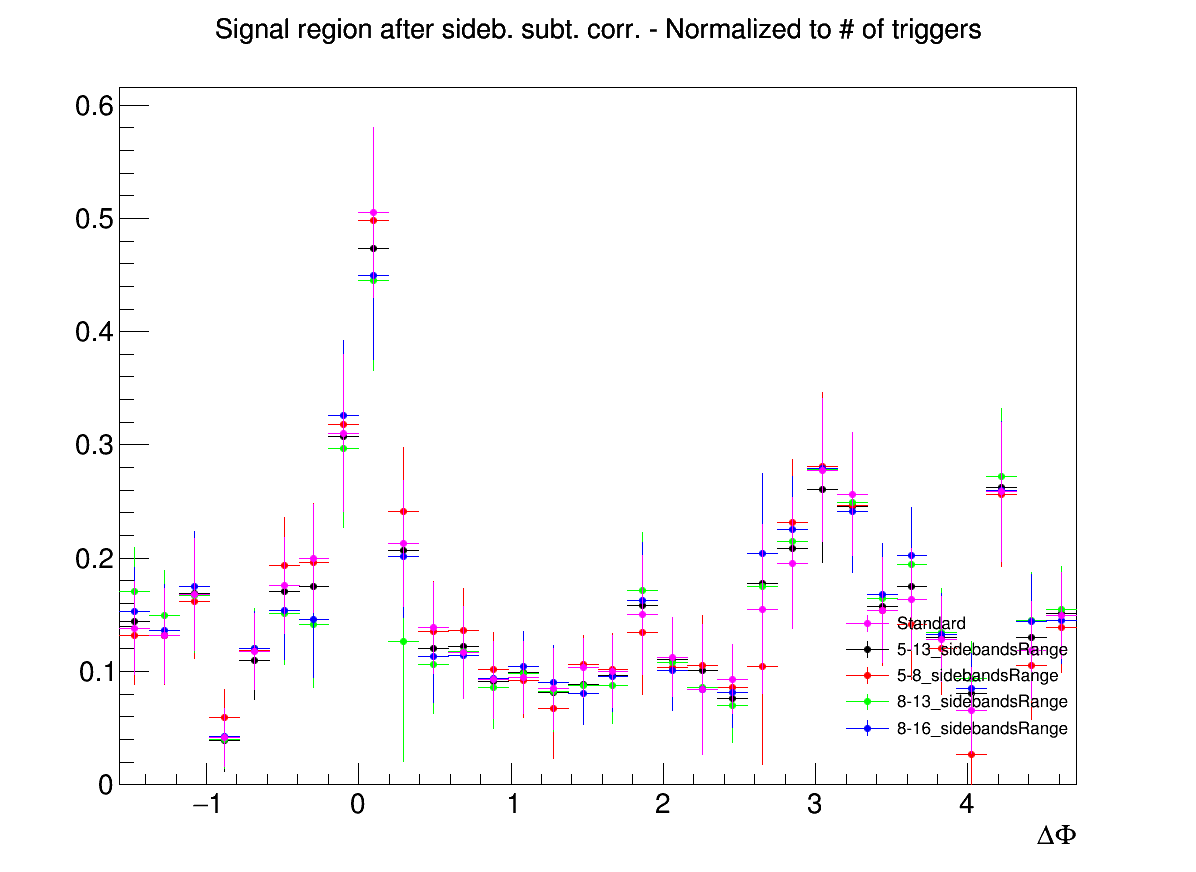 Signal region after sideb. subt. corr. - Normalized to # of triggers
0.6
0.5
0.4
0.3
0.2
0.1
0
−1 0 1 2 3 4
ΔΦ
Standard
5-13_sidebandsRange
5-8_sidebandsRange
8-13_sidebandsRange
8-16_sidebandsRange